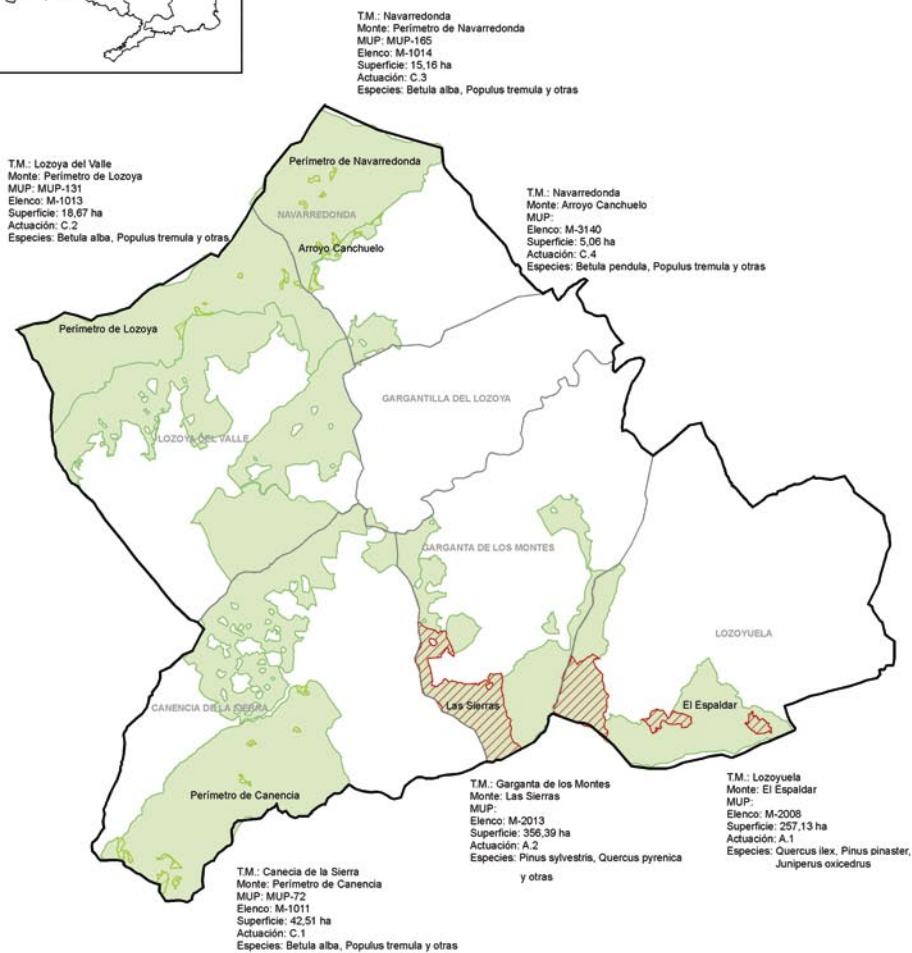 T.M.: Navarredonda
Monte: Perímetro de Navarredonda
MUP: MUP-165
Elenco: M-1014
Superficie: 15,16 ha
Actuación: C.3
Especies: Betula alba, Populus tremula y otras
T.M.: Lozoya del Valle
Monte: Perímetro de Lozoya
MUP: MUP-131
Elenco: M-1013
Superficie: 18,67 ha
Actuación: C.2
Especies: Betula alba, Populus tremula y otras
Perímetro de Navarredonda
NAVARREDONDA
Arroyo Canchuelo
T.M.: Navarredonda
Monte: Arroyo Canchuelo
MUP:
Elenco: M-3140
Superficie: 5,06 ha
Actuación: C.4
Especies: Betula pendula, Populus tremula y otras
Perímetro de Lozoya
GARGANTILLA DEL LOZOYA
LOZOYA DEL VALLE
GARGANTA DE LOS MONTES
LOZOYUELA
CANENCIA DE LA SIERRA
Las Sierras
El Espaldar
Perímetro de Canencia
T.M.: Garganta de los Montes
Monte: Las Sierras
MUP:
Elenco: M-2013
Superficie: 356,39 ha
Actuación: A.2
Especies: Pinus sylvestris, Quercus pyrenica
y otras
T.M.: Lozoyuela
Monte: El Espaldar
MUP:
Elenco: M-2008
Superficie: 257,13 ha
Actuación: A.1
Especies: Quercus ilex, Pinus pinaster,
Juniperus oxicedrus
T.M.: Canecia de la Sierra
Monte: Perímetro de Canencia
MUP: MUP-72
Elenco: M-1011
Superficie: 42,51 ha
Actuación: C.1
Especies: Betula alba, Populus tremula y otras